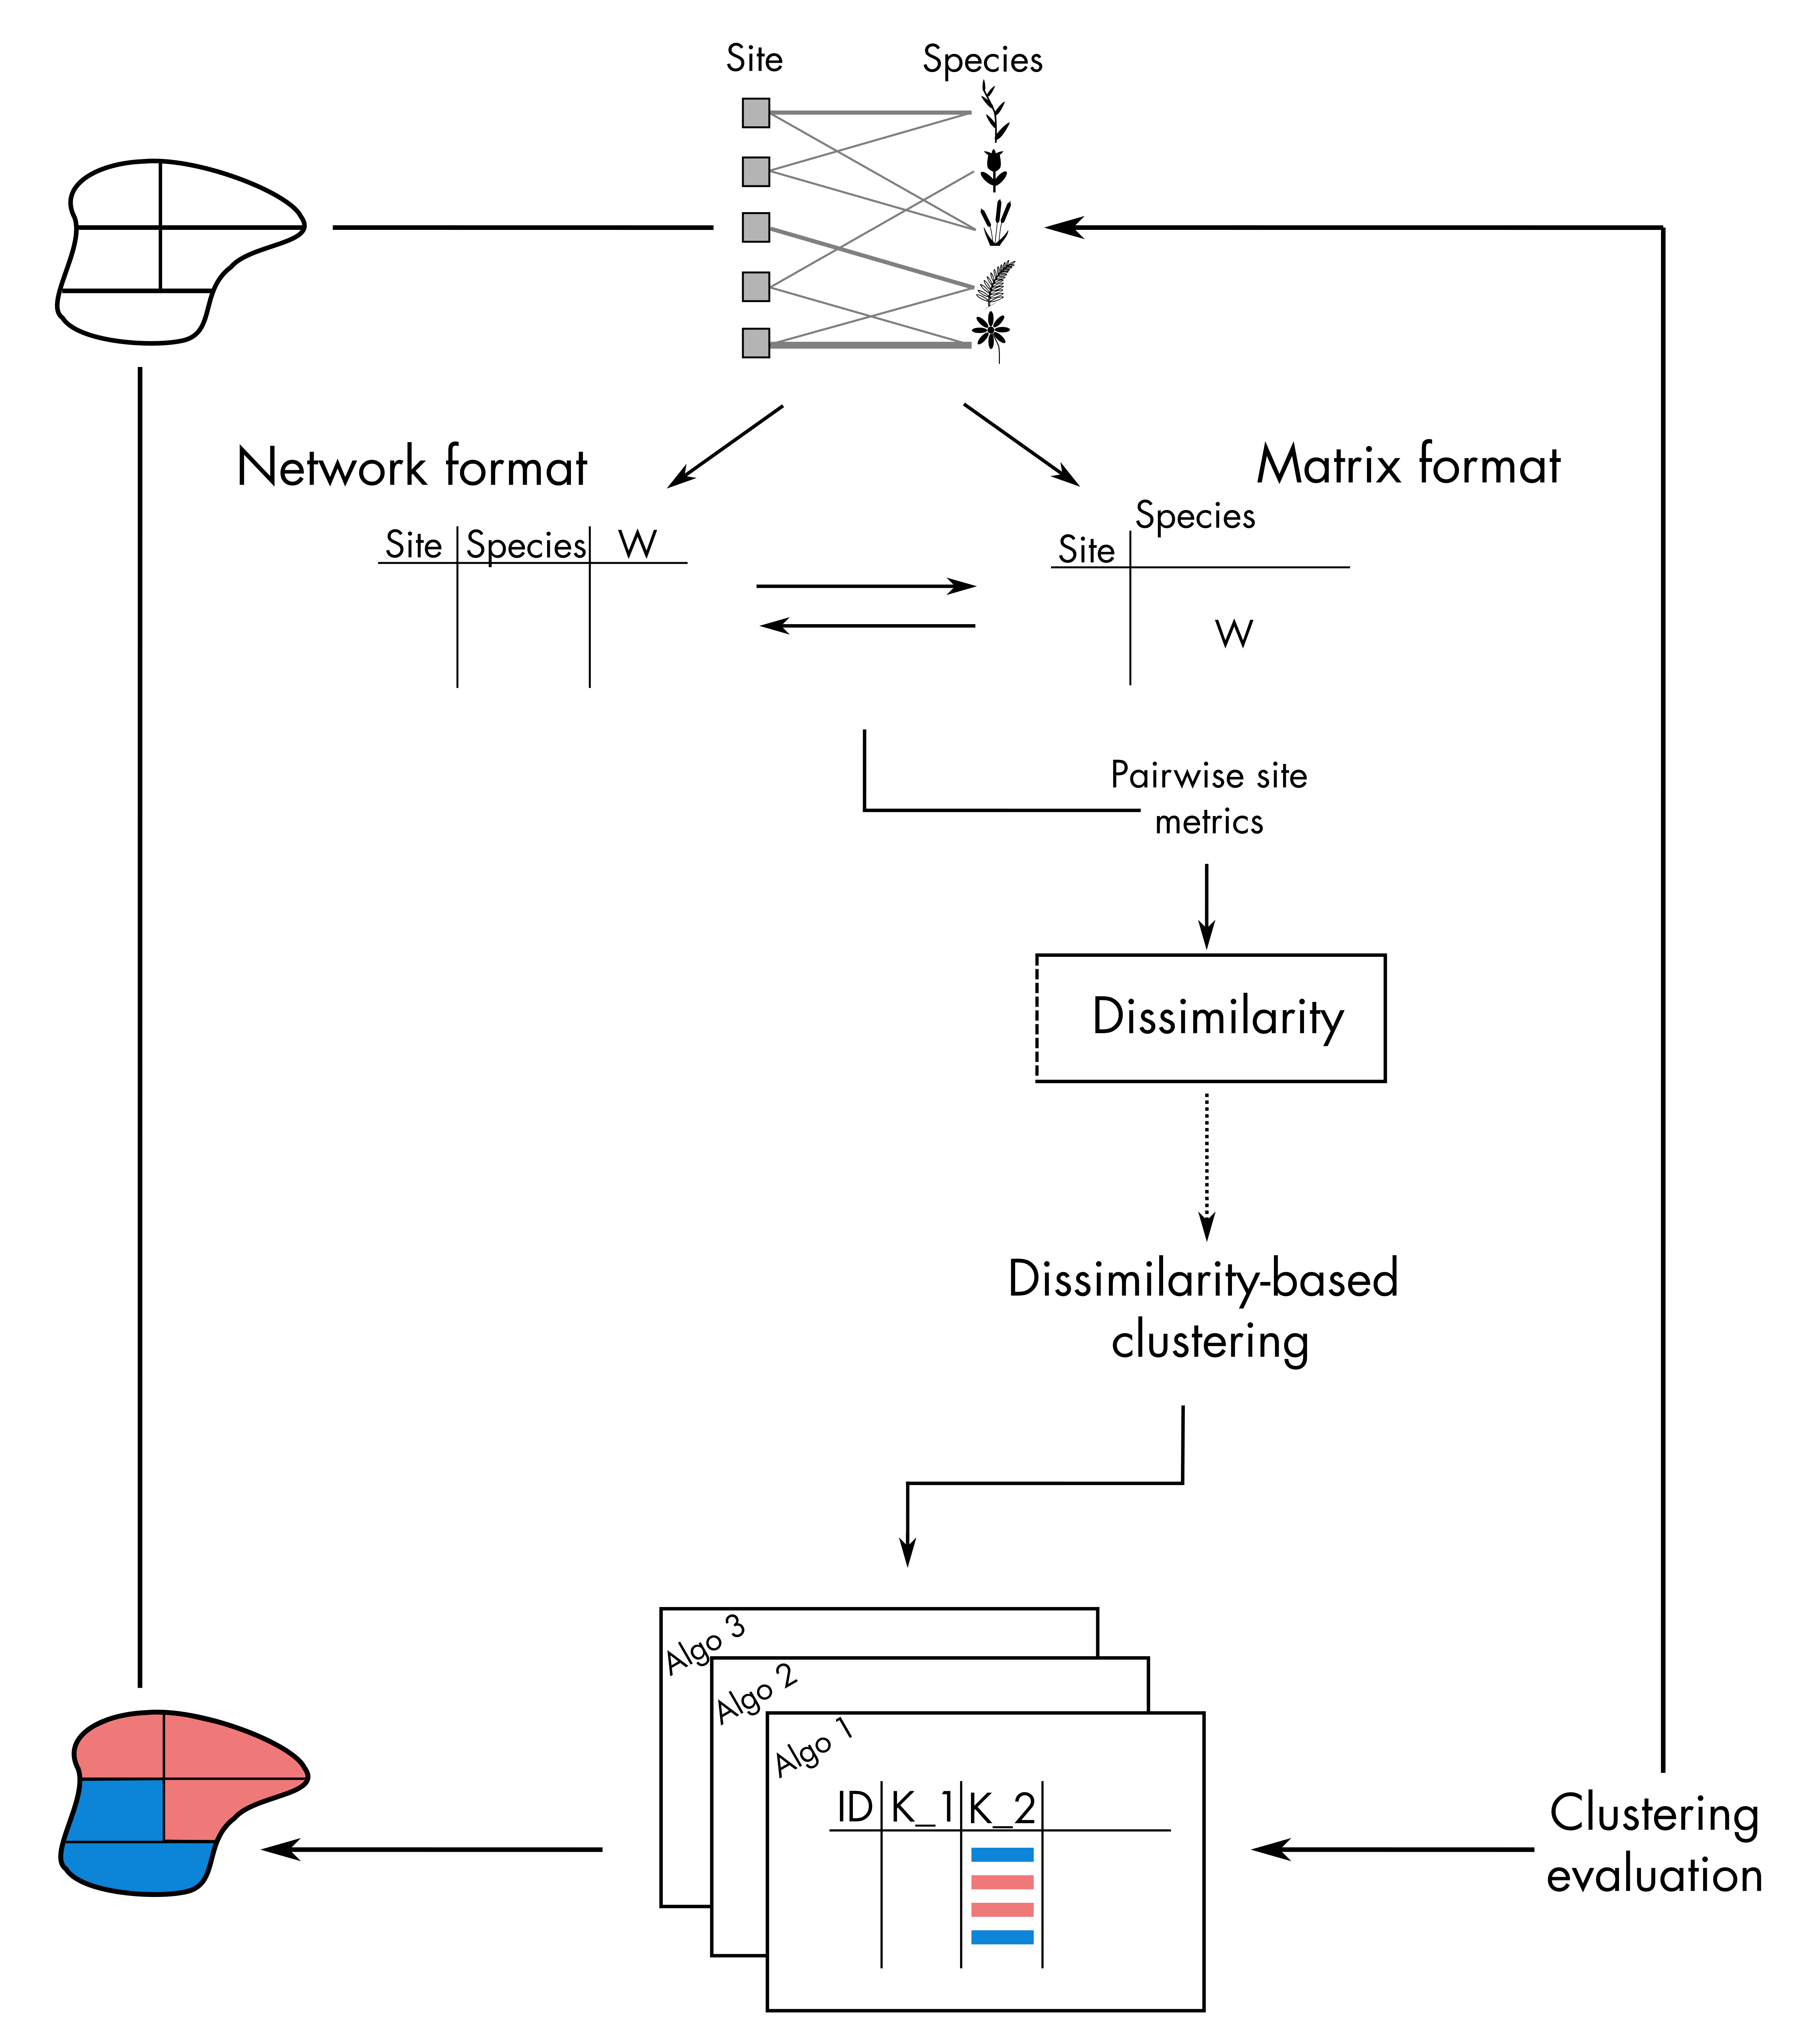 Site
Species
Network format
Matrix format
Site
Species
W
Species
Site
W
Pairwise site
metrics
Dissimilarity
Dissimilarity-based
clustering
Algo 3
Algo 2
Algo 1
ID
K_1
K_2
Clustering
evaluation